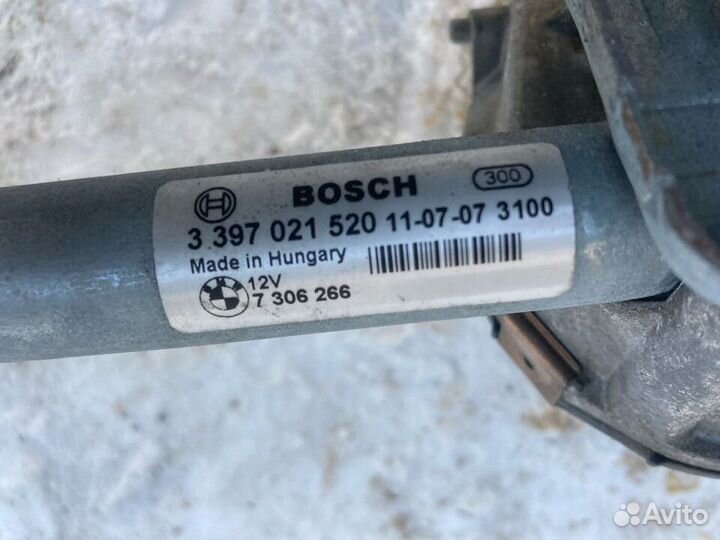 BOSCH 300
3 397 021 520 11-07-07 3100
Made in Hungary
12V
7 306 266
Avito